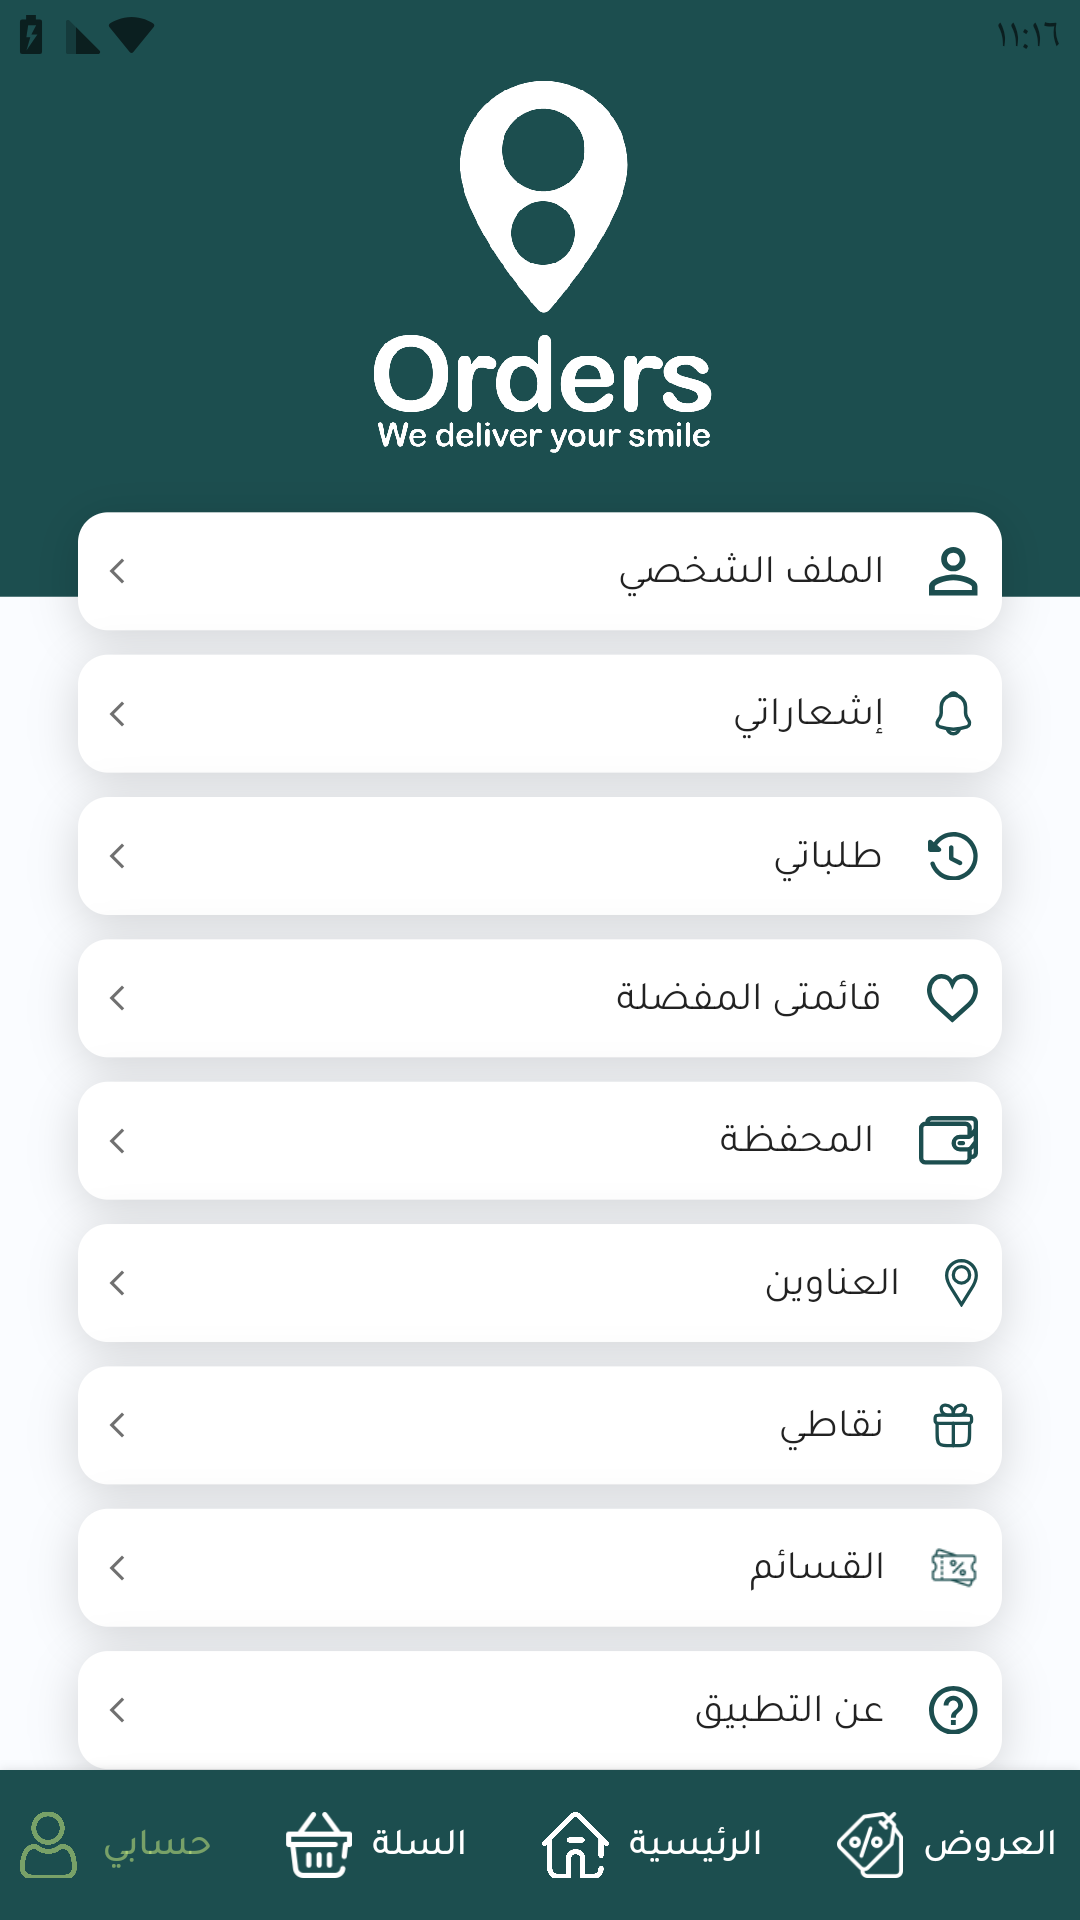 ١١:١٦
Orders
We deliver your smile
الملف الشخصي
إشعاراتي
طلباتي
قائمتى المفضلة
المحفظة
العناوين
نقاطي
القسائم
عن التطبيق
العروض
الرئيسية
السلة
حسابي